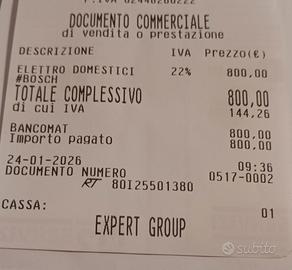 P.IVA 02448260222
DOCUMENTO COMMERCIALE
di vendita o prestazione
DESCRIZIONE IVA Prezzo(€)
ELETTRO DOMESTICI 22% 800,00
#BOSCH
TOTALE COMPLESSIVO 800,00
di cui IVA 144,26
BANCOMAT 800,00
Importo pagato 800,00
24-01-2026 09:36
DOCUMENTO NUMERO 0517-0002
RT 80I25501380
CASSA: 01
EXPERT GROUP
subito